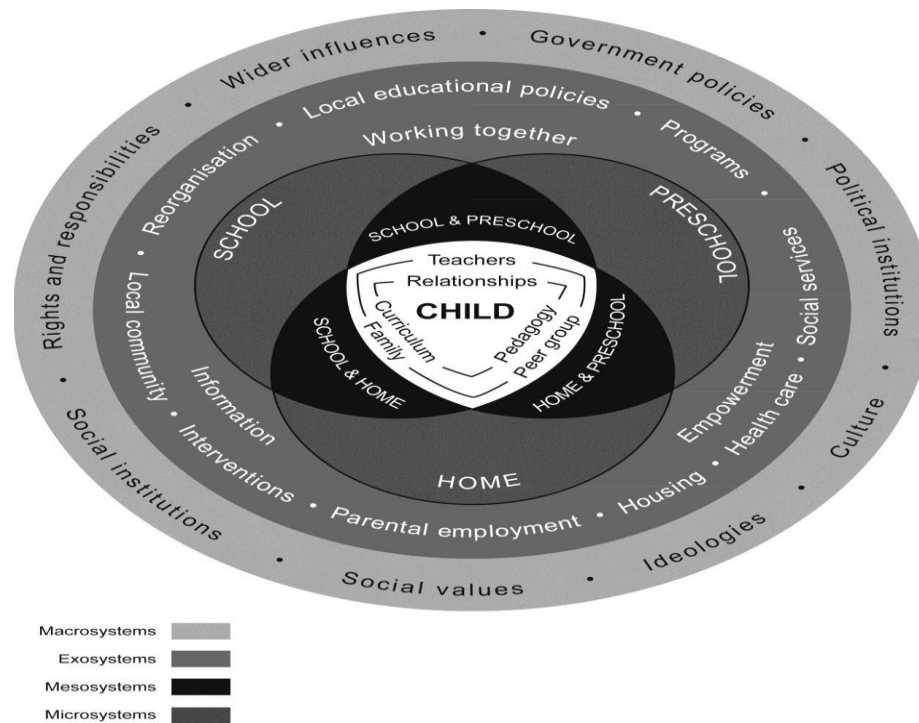 Wider influences
Government policies
Political institutions
Culture
Ideologies
Social values
Social institutions
Rights and responsibilities
Local educational policies
Programs
Social services
Health care
Housing
Parental employment
Interventions
Local community
Reorganisation
Working together
Empowerment
Information
SCHOOL
PRESCHOOL
HOME
SCHOOL & PRESCHOOL
SCHOOL & HOME
HOME & PRESCHOOL
Teachers
Relationships
CHILD
Curriculum
Family
Pedagogy
Peer group
Macrosystems
Exosystems
Mesosystems
Microsystems